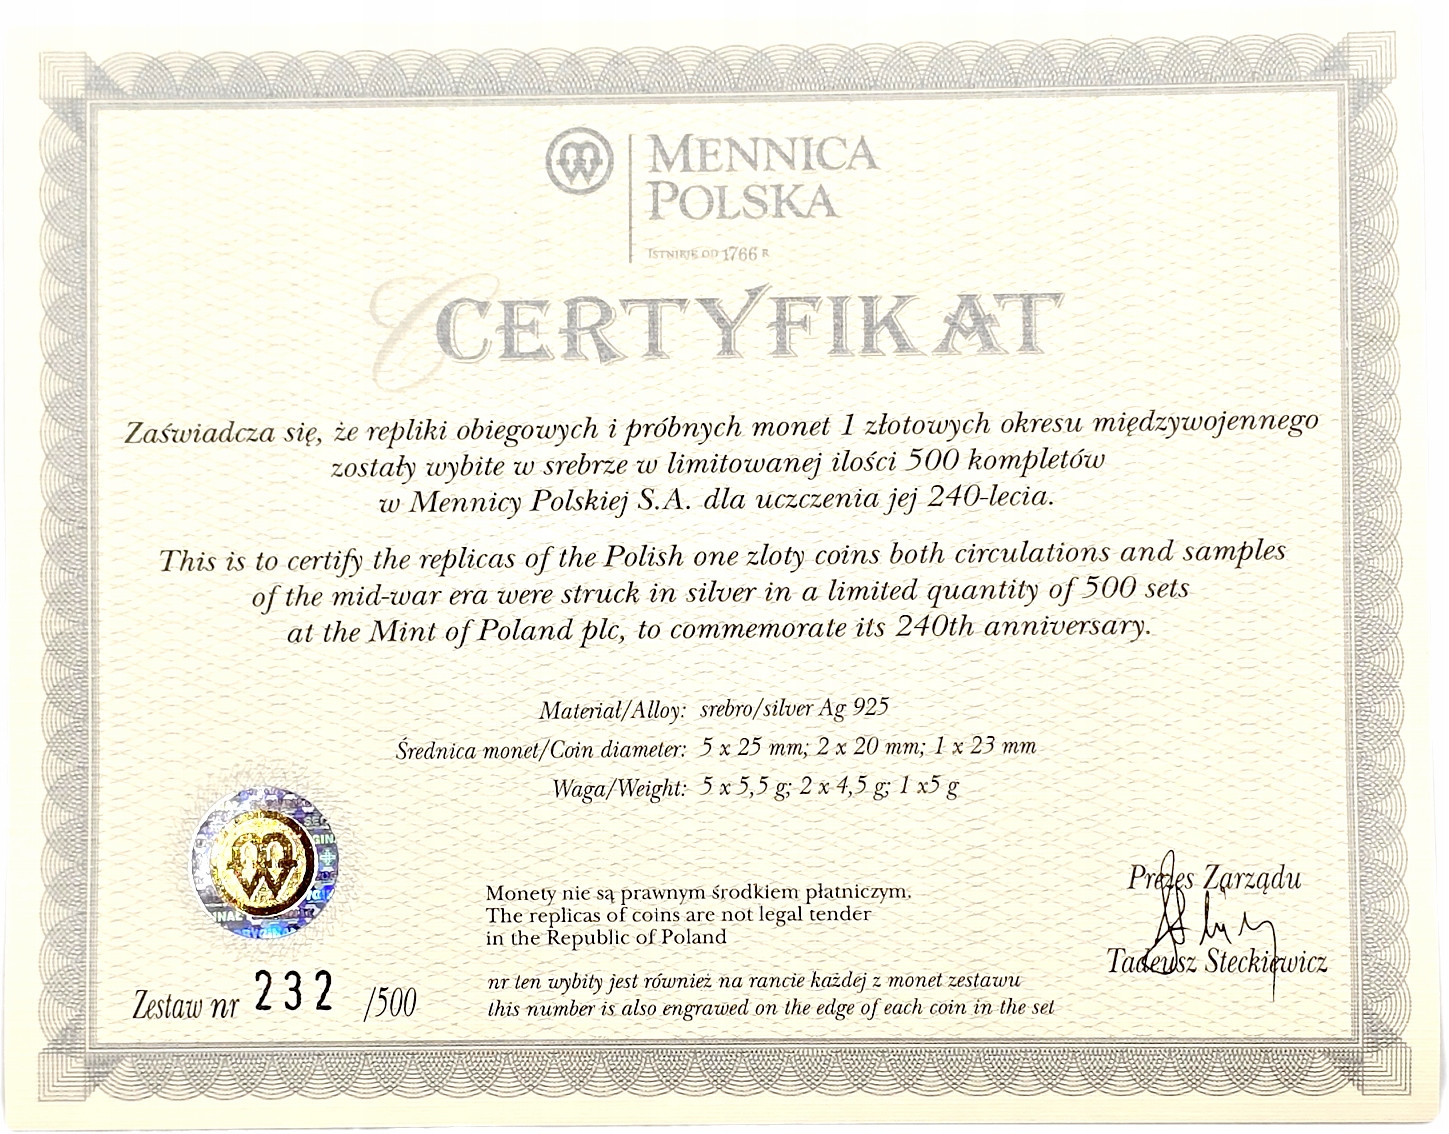 MENNICA
POLSKA
ISTNIEJE OD 1766 R
CERTYFIKAT
Zaświadcza się, że repliki obiegowych i próbnych monet 1 złotowych okresu międzywojennego
zostały wybite w srebrze w limitowanej ilości 500 kompletów
w Mennicy Polskiej S.A. dla uczczenia jej 240-lecia.
This is to certify the replicas of the Polish one zloty coins both circulations and samples
of the mid-war era were struck in silver in a limited quantity of 500 sets
at the Mint of Poland plc, to commemorate its 240th anniversary.
Materiał/Alloy: srebro/silver Ag 925
Średnica monet/Coin diameter: 5 x 25 mm; 2 x 20 mm; 1 x 23 mm
Waga/Weight: 5 x 5,5 g; 2 x 4,5 g; 1 x5 g
Monety nie są prawnym środkiem płatniczym.
The replicas of coins are not legal tender
in the Republic of Poland
Prezes Zarządu
Tadeusz Steckiewicz
nr ten wybity jest również na rancie każdej z monet zestawu
this number is also engrawed on the edge of each coin in the set
Zestaw nr 232 /500